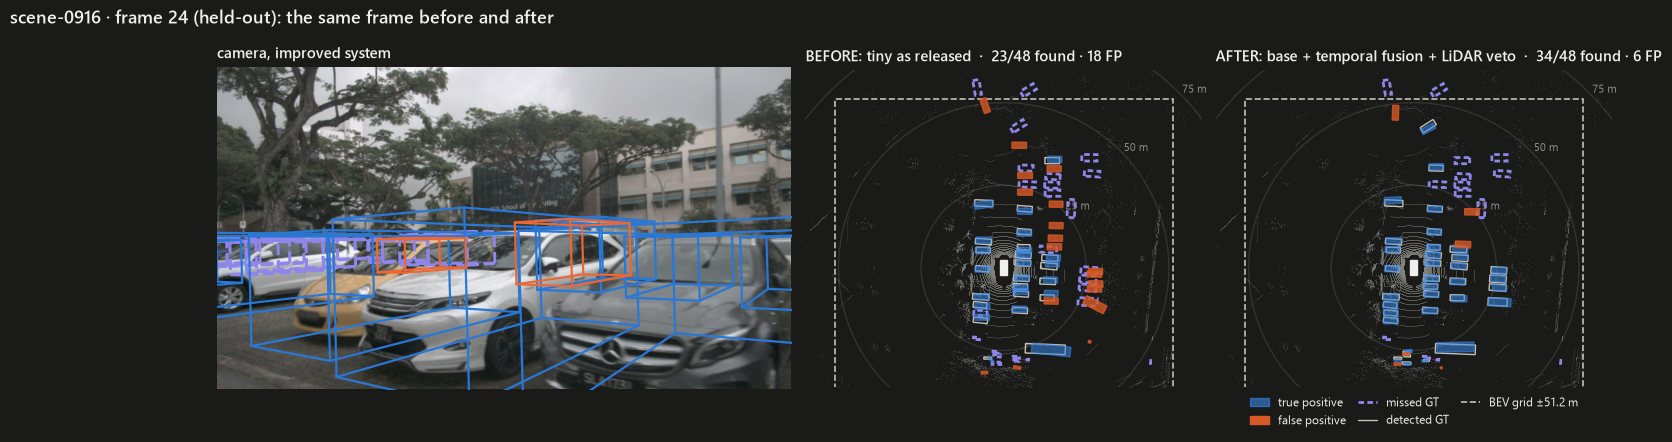 scene-0916 · frame 24 (held-out): the same frame before and after
camera, improved system
BEFORE: tiny as released · 23/48 found · 18 FP
AFTER: base + temporal fusion + LiDAR veto · 34/48 found · 6 FP
75 m
75 m
50 m
50 m
m
m
true positive
missed GT
BEV grid ±51.2 m
false positive
detected GT